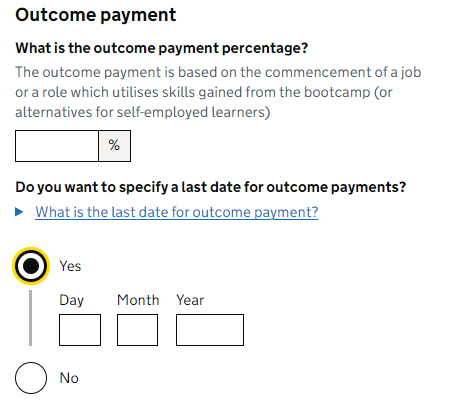 Outcome payment
What is the outcome payment percentage?
The outcome payment is based on the commencement of a job
or a role which utilises skills gained from the bootcamp (or
alternatives for self-employed learners)
%
Do you want to specify a last date for outcome payments?
What is the last date for outcome payment?
Yes
Day Month Year
No